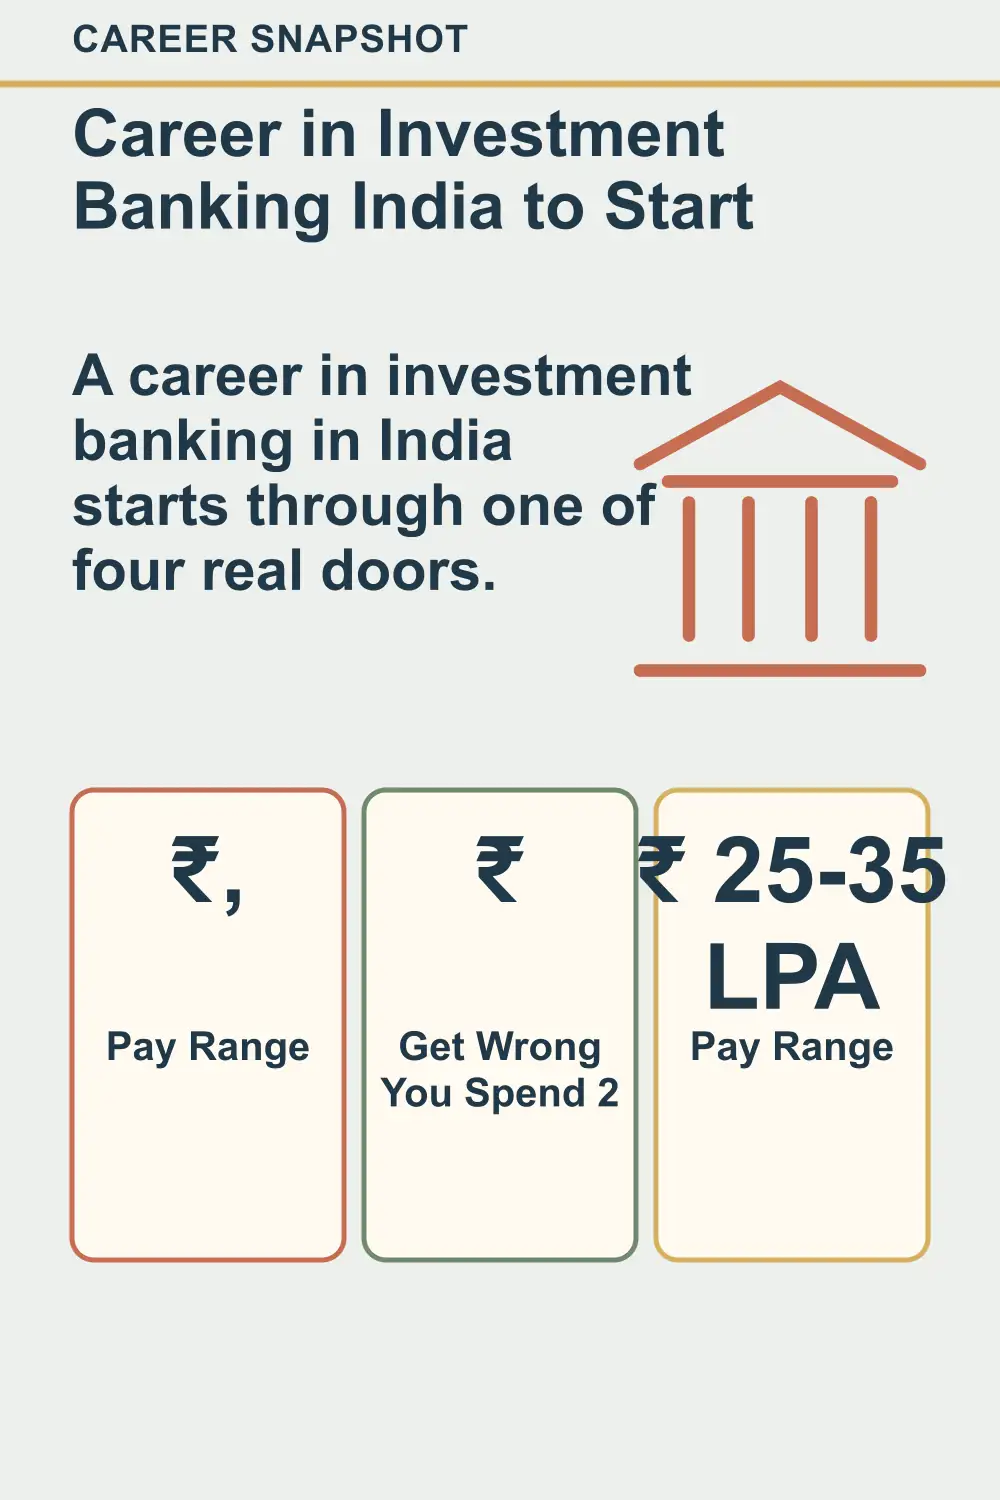 CAREER SNAPSHOT
Career in Investment
Banking India to Start
A career in investment
banking in India
starts through one of
four real doors.
₹,
Pay Range
₹
Get Wrong
You Spend 2
₹ 25-35
LPA
Pay Range